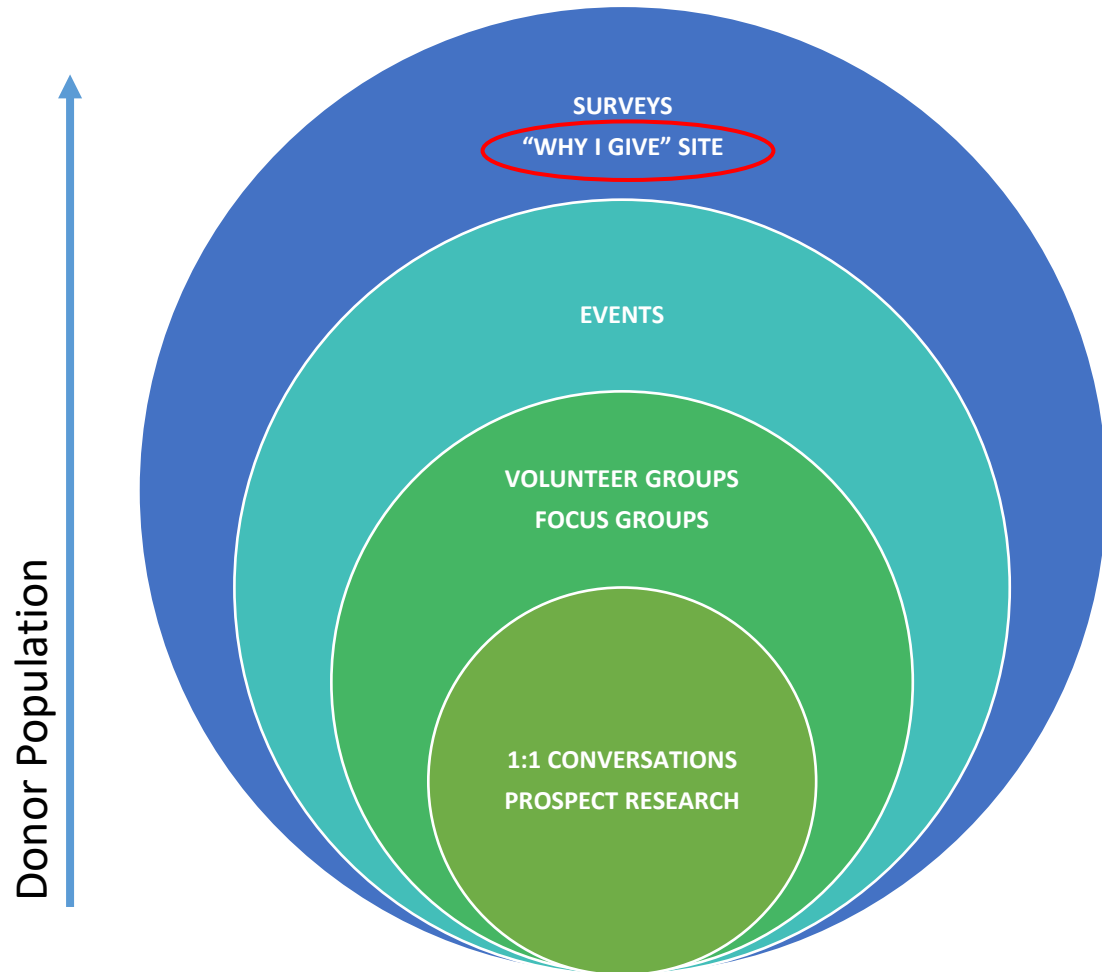 SURVEYS
“WHY I GIVE” SITE
EVENTS
VOLUNTEER GROUPS
FOCUS GROUPS
1:1 CONVERSATIONS
PROSPECT RESEARCH
Donor Population